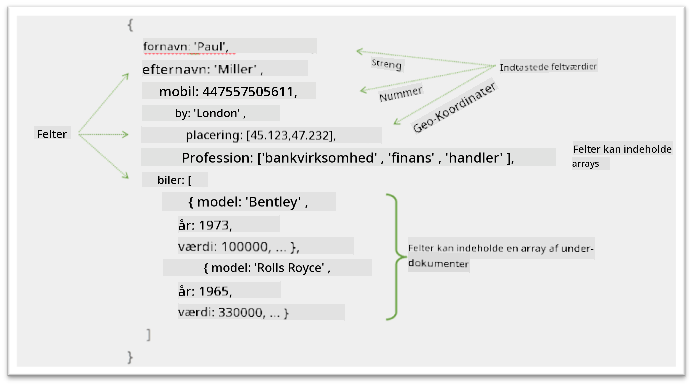 {
fornavn: 'Paul',
efternavn: 'Miller' ,
mobil: 447557505611,
by: 'London' ,
placering: [45.123,47.232],
Profession: ['bankvirksomhed' , 'finans' , 'handler' ],
biler: [
{ model: 'Bentley' ,
år: 1973,
værdi: 100000, ... },
{ model: 'Rolls Royce' ,
år: 1965,
værdi: 330000, ... }
]
}
Felter
Streng
Nummer
Geo-Koordinater
Indtastede feltværdier
Felter kan indeholde
arrays
Felter kan indeholde en array af under-
dokumenter